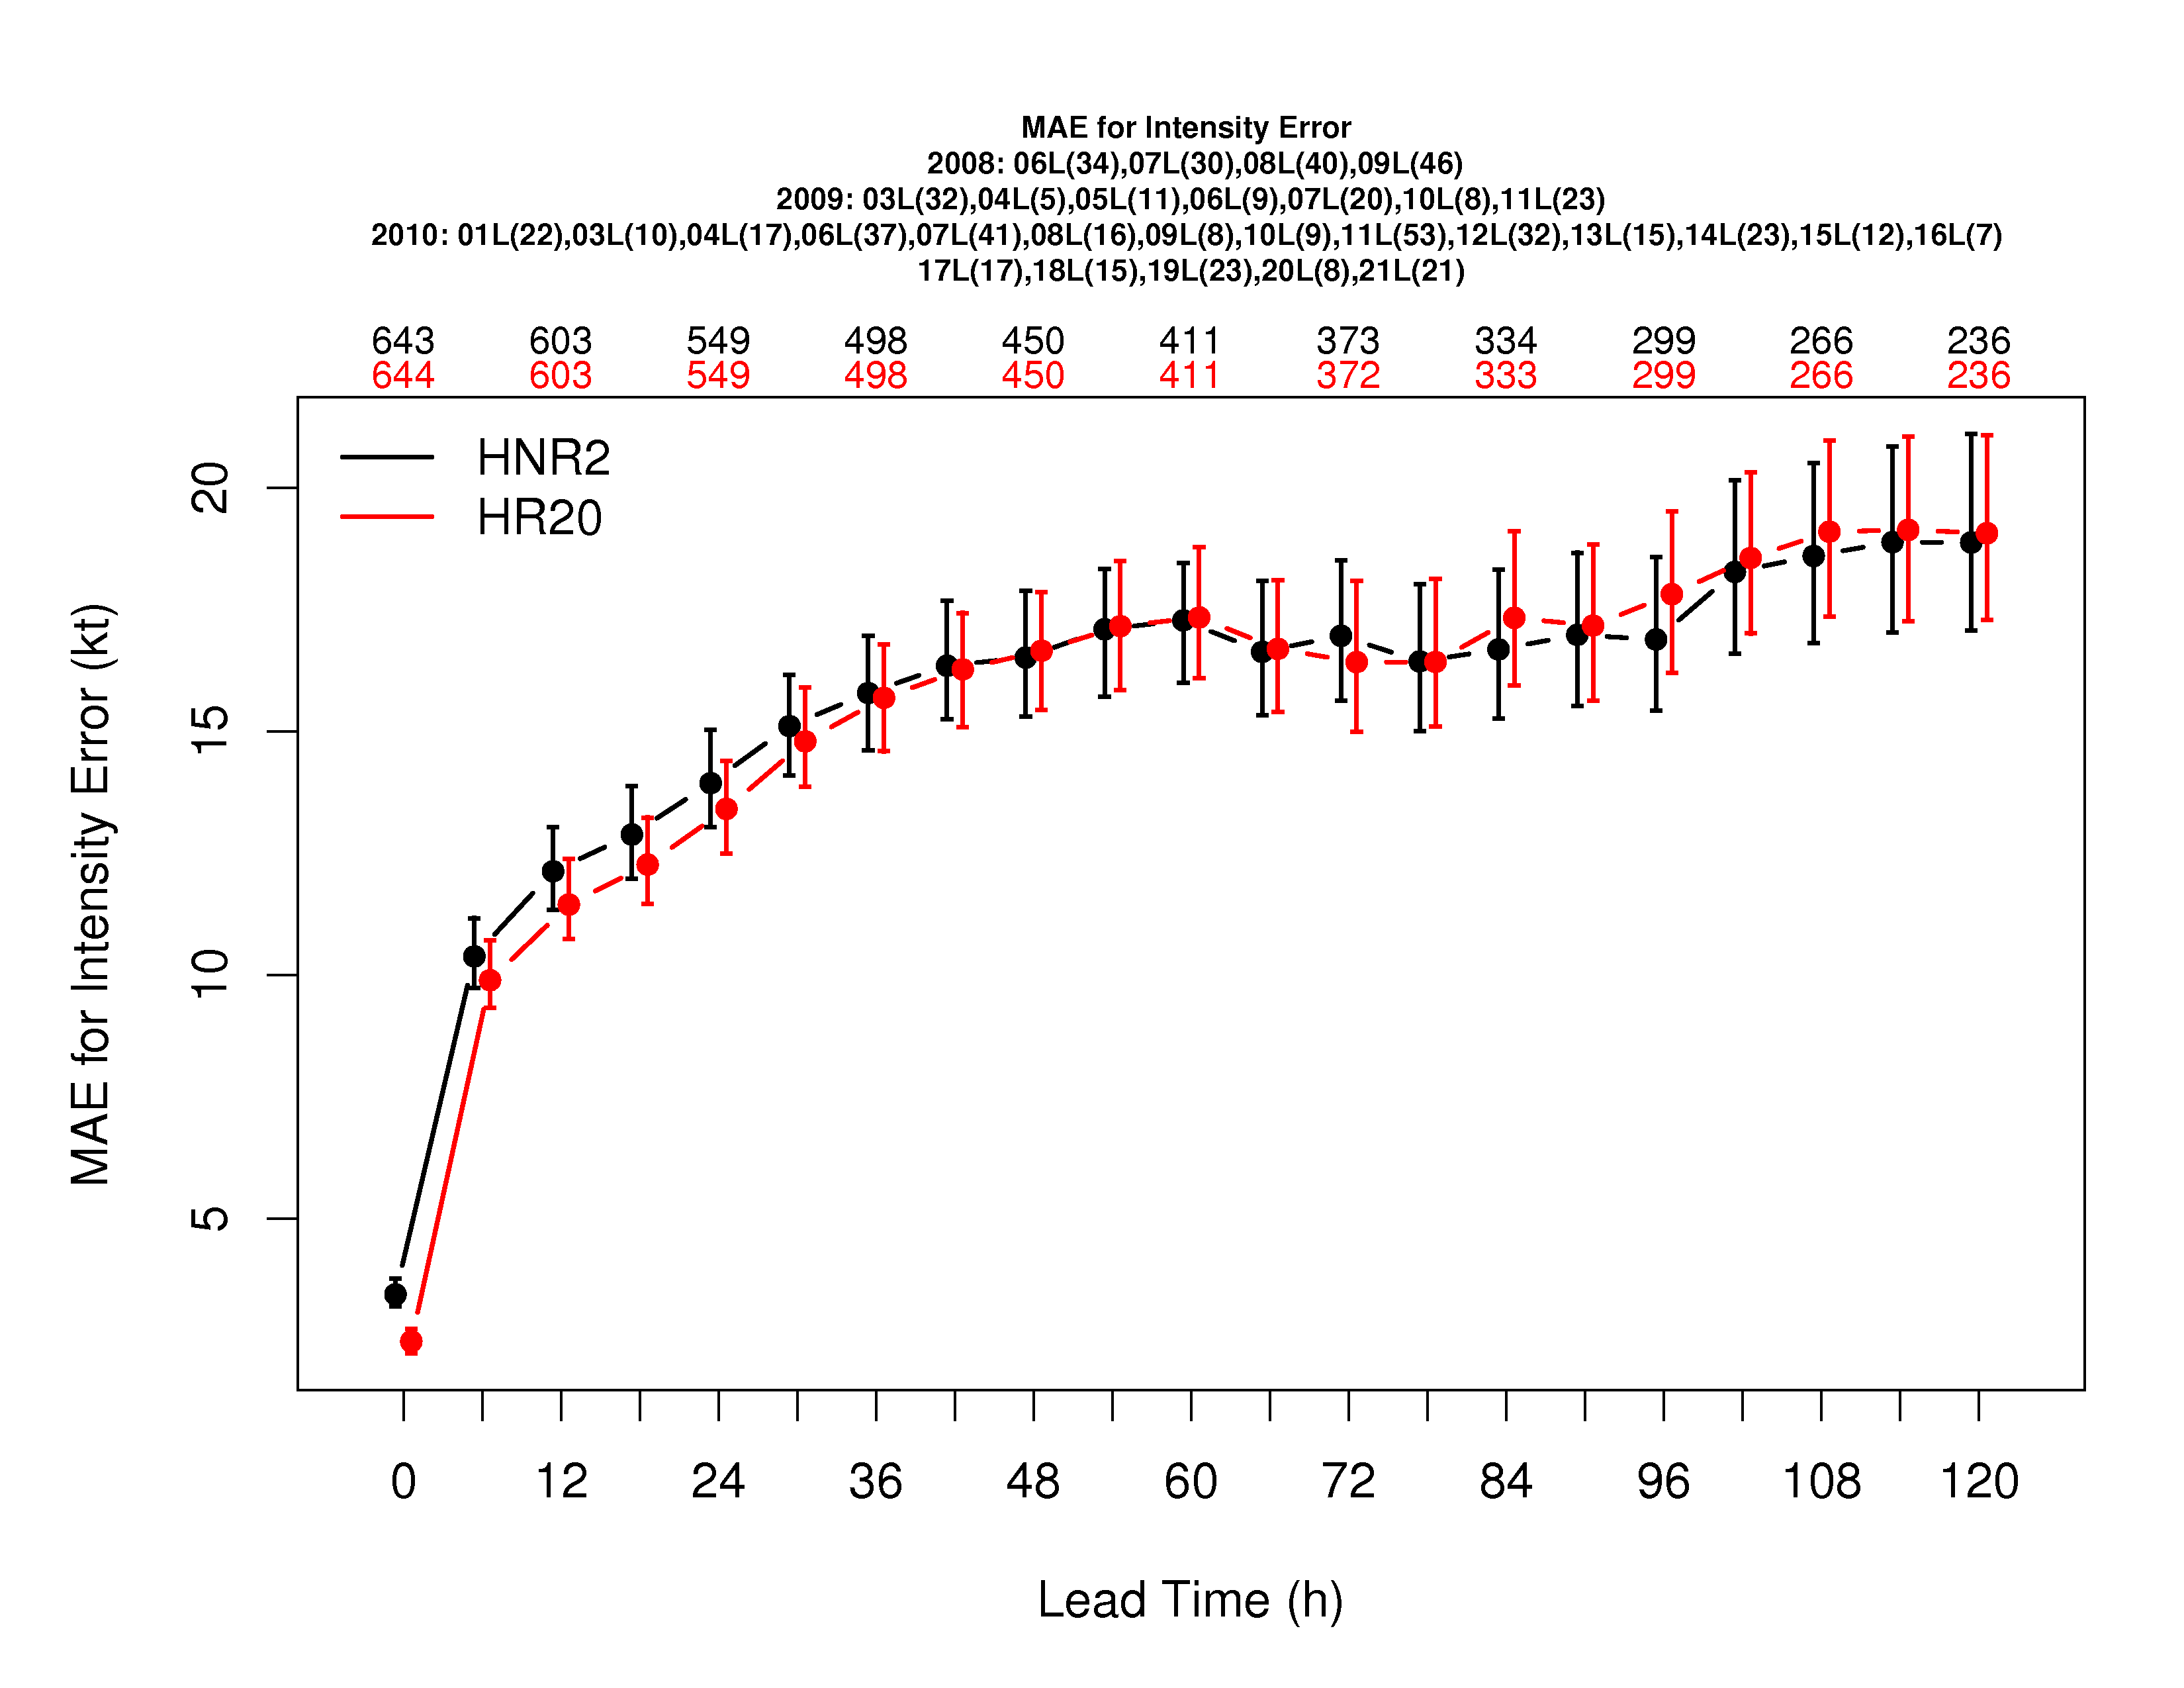 MAE for Intensity Error
2008: 06L(34),07L(30),08L(40),09L(46)
2009: 03L(32),04L(5),05L(11),06L(9),07L(20),10L(8),11L(23)
2010: 01L(22),03L(10),04L(17),06L(37),07L(41),08L(16),09L(8),10L(9),11L(53),12L(32),13L(15),14L(23),15L(12),16L(7)
17L(17),18L(15),19L(23),20L(8),21L(21)
643 603 549 498 450 411 373 334 299 266 236
644 603 549 498 450 411 372 333 299 266 236
HNR2
HR20
MAE for Intensity Error (kt)
20
15
10
5
0 12 24 36 48 60 72 84 96 108 120
Lead Time (h)